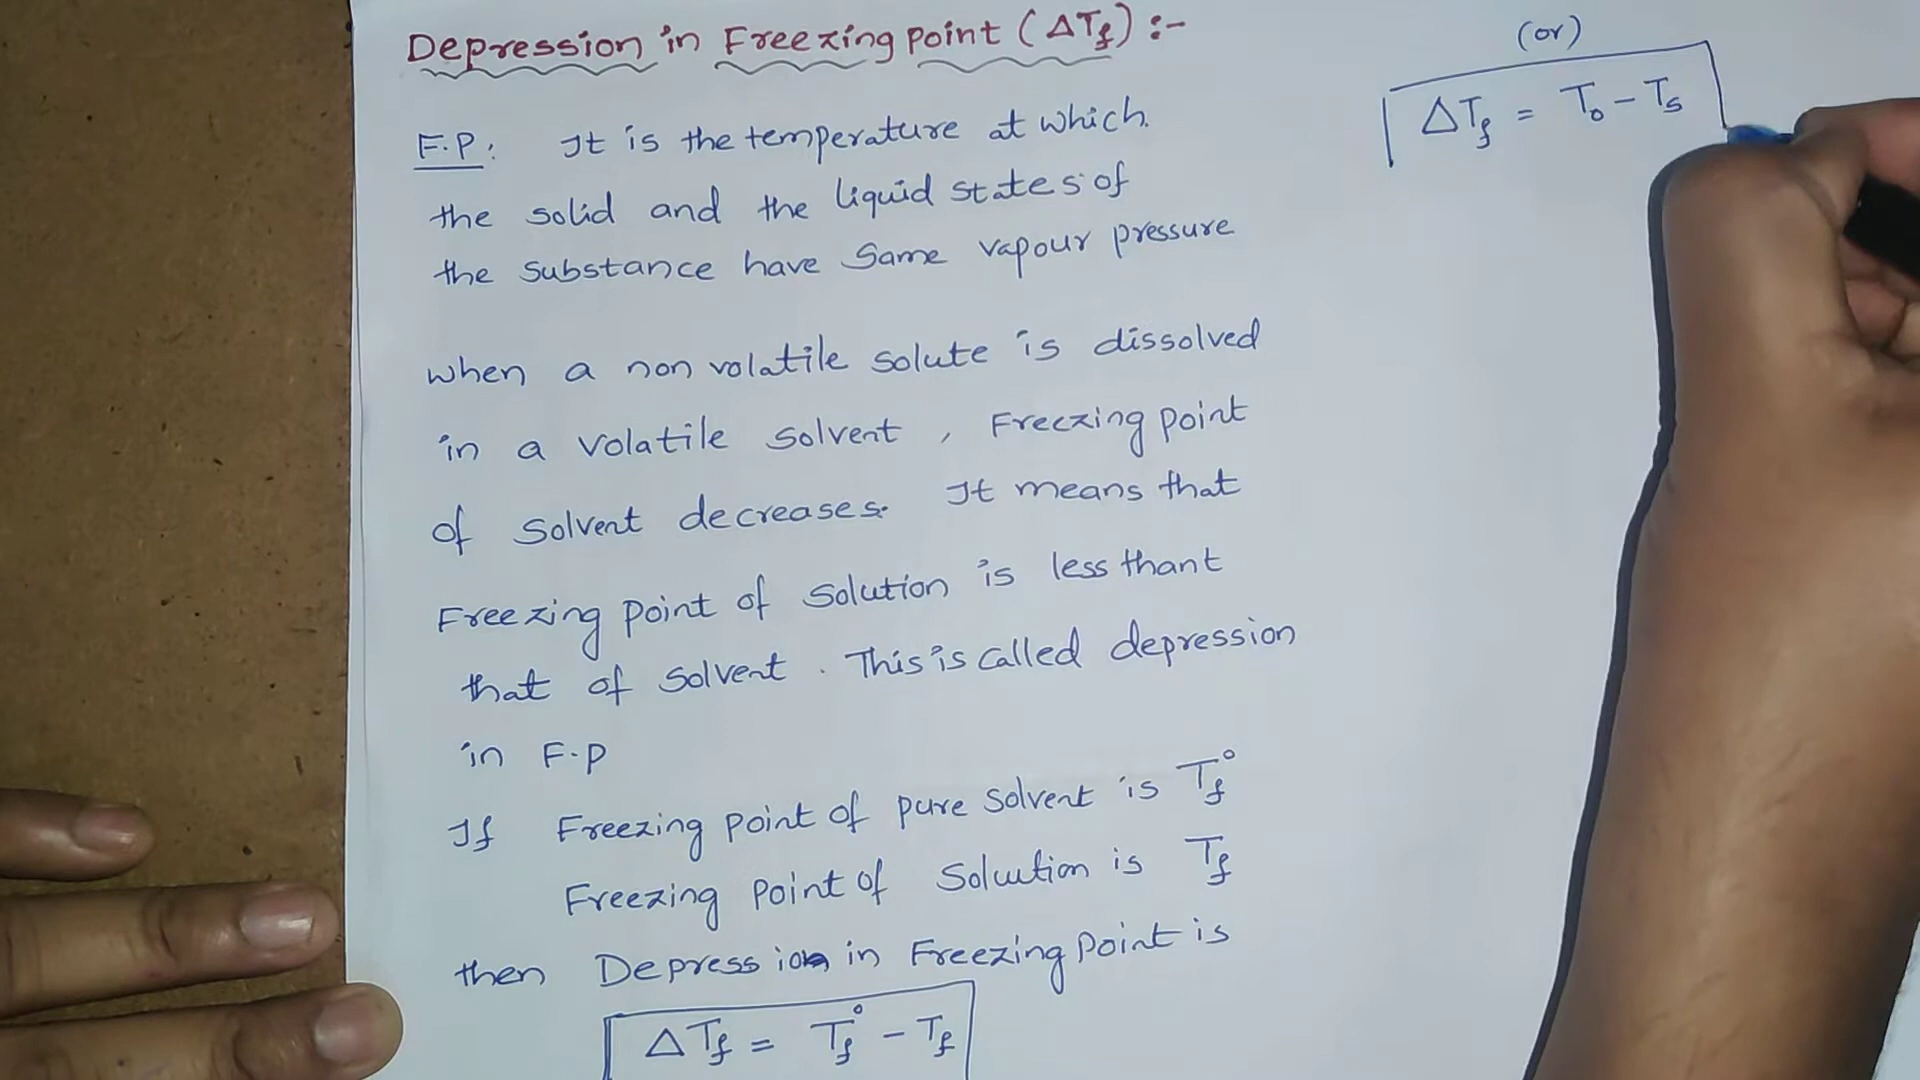 Depression in Freezing point (ΔTf) :-
F.P: It is the temperature at which
the solid and the liquid states of
the substance have same vapour pressure
when a non volatile solute is dissolved
in a volatile solvent, Freezing point
of solvent decreases. It means that
Freezing point of solution is less thant
that of solvent. This is called depression
in F.P
If Freezing point of pure solvent is Tf°
Freezing point of Soluution is Tf
then Depression in Freezing point is
ΔTf = Tf° - Tf
(or)
ΔTf = To - Ts